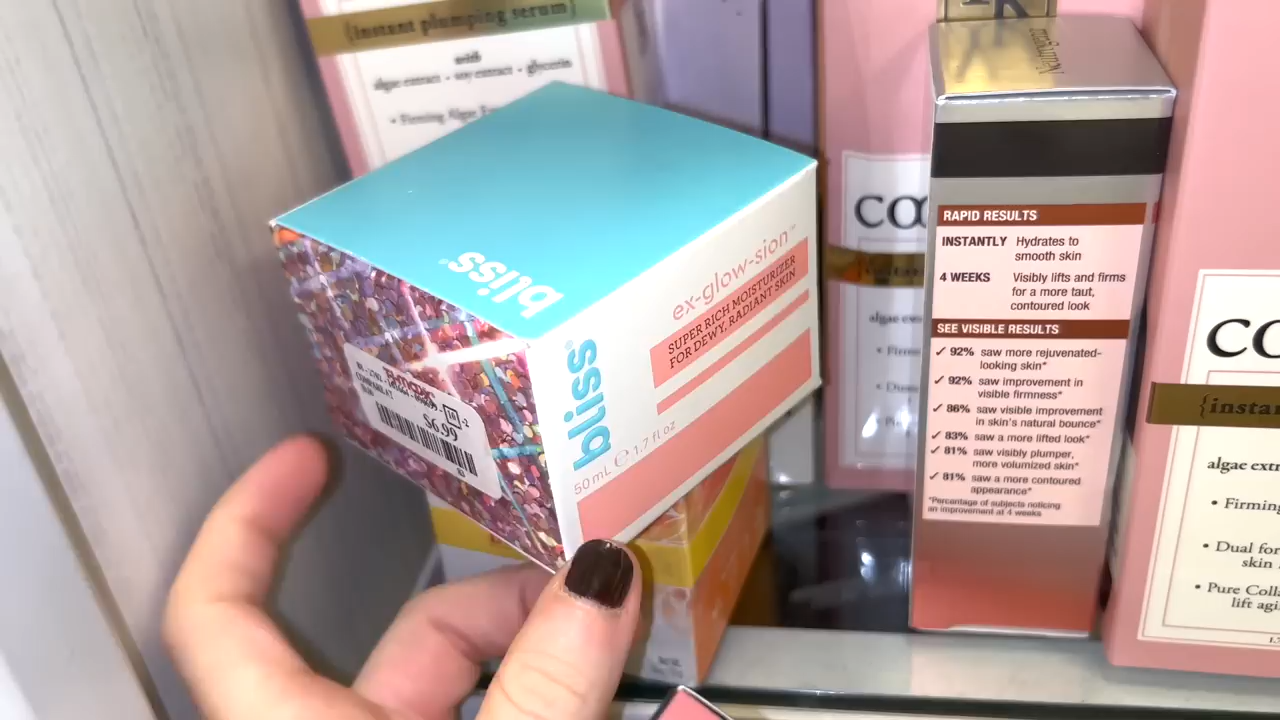 {instant plumping serum}
with
algae extract - soy extract - glycerin
bliss
ex-glow-sion™
SUPER RICH MOISTURIZER
FOR DEWY, RADIANT SKIN
bliss
50 mL e 1.7 fl oz
T.J.maxx
COMPARE AT
$6.99
algae
RAPID RESULTS
INSTANTLY Hydrates to
smooth skin
4 WEEKS Visibly lifts and firms
for a more taut,
contoured look
SEE VISIBLE RESULTS
✓ 92% saw more rejuvenated-
looking skin*
✓ 92% saw improvement in
visible firmness*
✓ 86% saw visible improvement
in skin's natural bounce*
✓ 83% saw a more lifted look*
✓ 81% saw visibly plumper,
more volumized skin*
✓ 81% saw a more contoured
appearance*
*Percentage of subjects noticing
an improvement at 4 weeks
CO
{instan
algae extr
• Firming
• Dual for
skin
• Pure Colla
lift agi